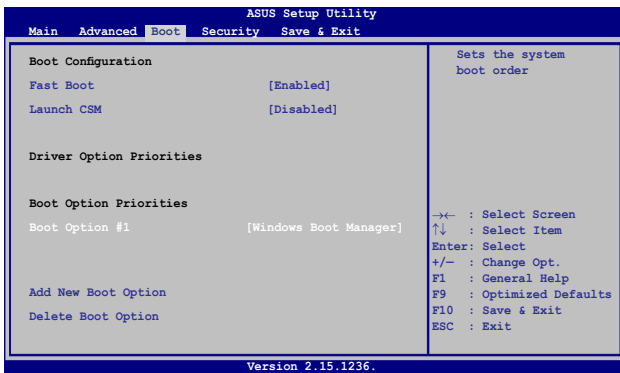 ASUS Setup Utility
Main Advanced Boot Security Save & Exit
Boot Configuration
Fast Boot [Enabled]
Launch CSM [Disabled]
Driver Option Priorities
Boot Option Priorities
Boot Option #1 [Windows Boot Manager]
Add New Boot Option
Delete Boot Option
Sets the system
boot order
→← : Select Screen
↑↓ : Select Item
Enter: Select
+/— : Change Opt.
F1 : General Help
F9 : Optimized Defaults
F10 : Save & Exit
ESC : Exit
Version 2.15.1236.